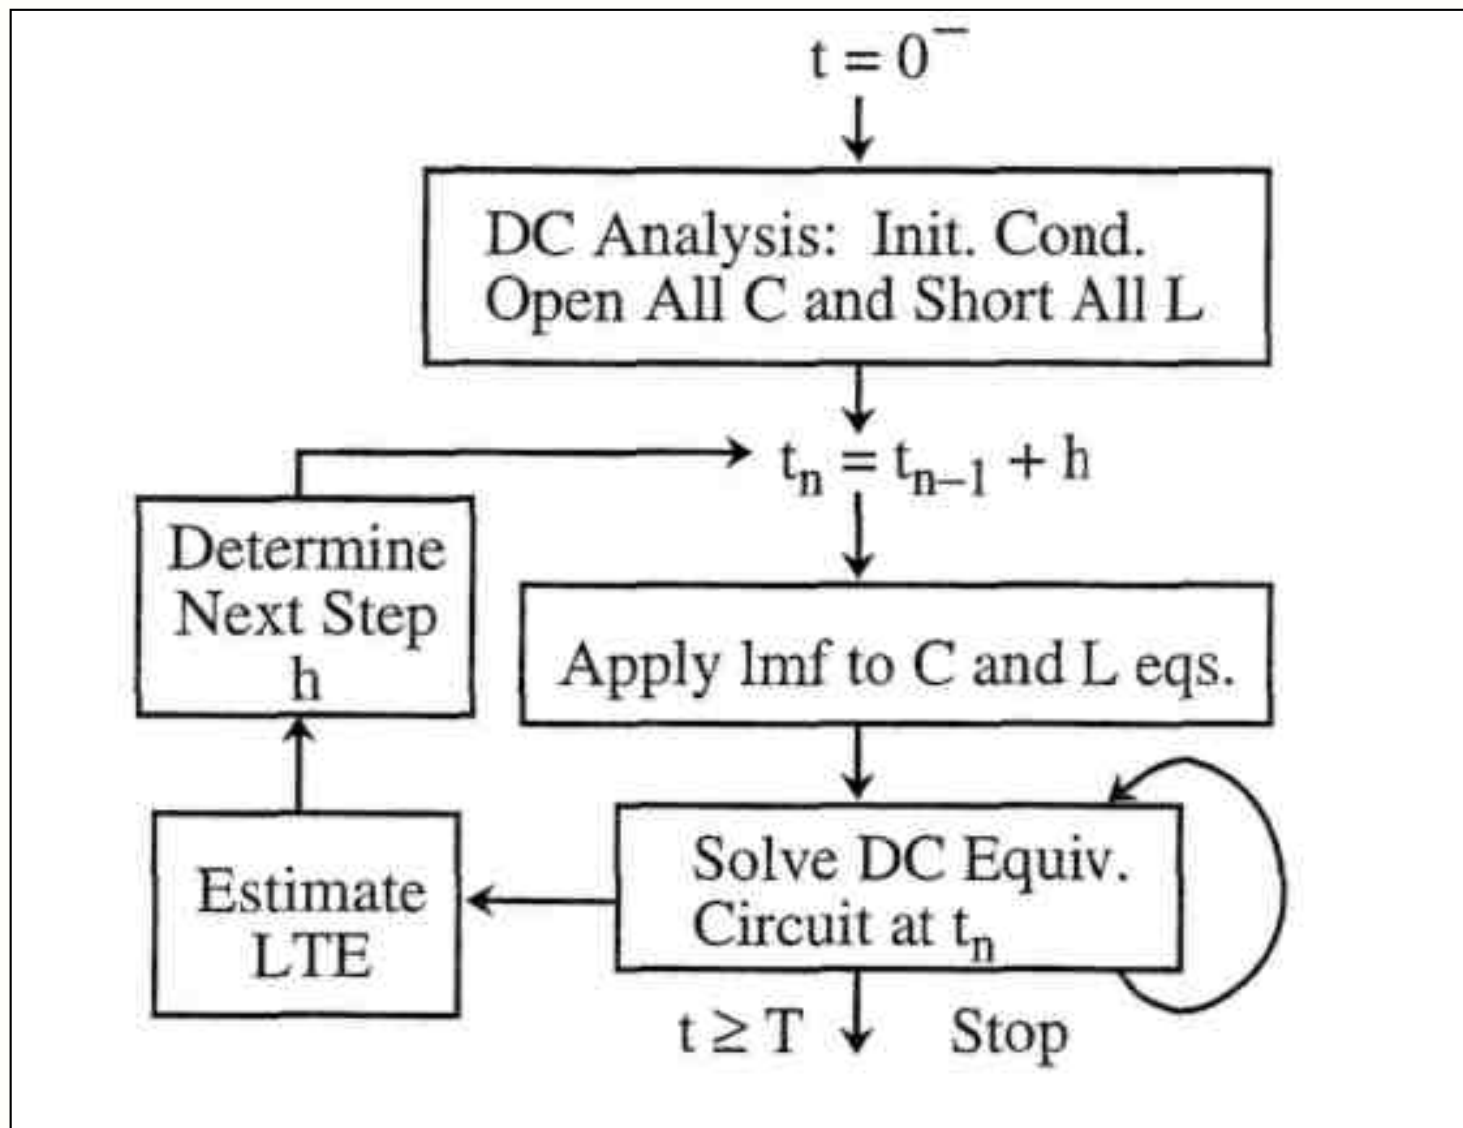 t = 0⁻
DC Analysis: Init. Cond.
Open All C and Short All L
tₙ = tₙ₋₁ + h
Determine
Next Step
h
Apply lmf to C and L eqs.
Solve DC Equiv.
Circuit at tₙ
Estimate
LTE
t ≥ T
Stop